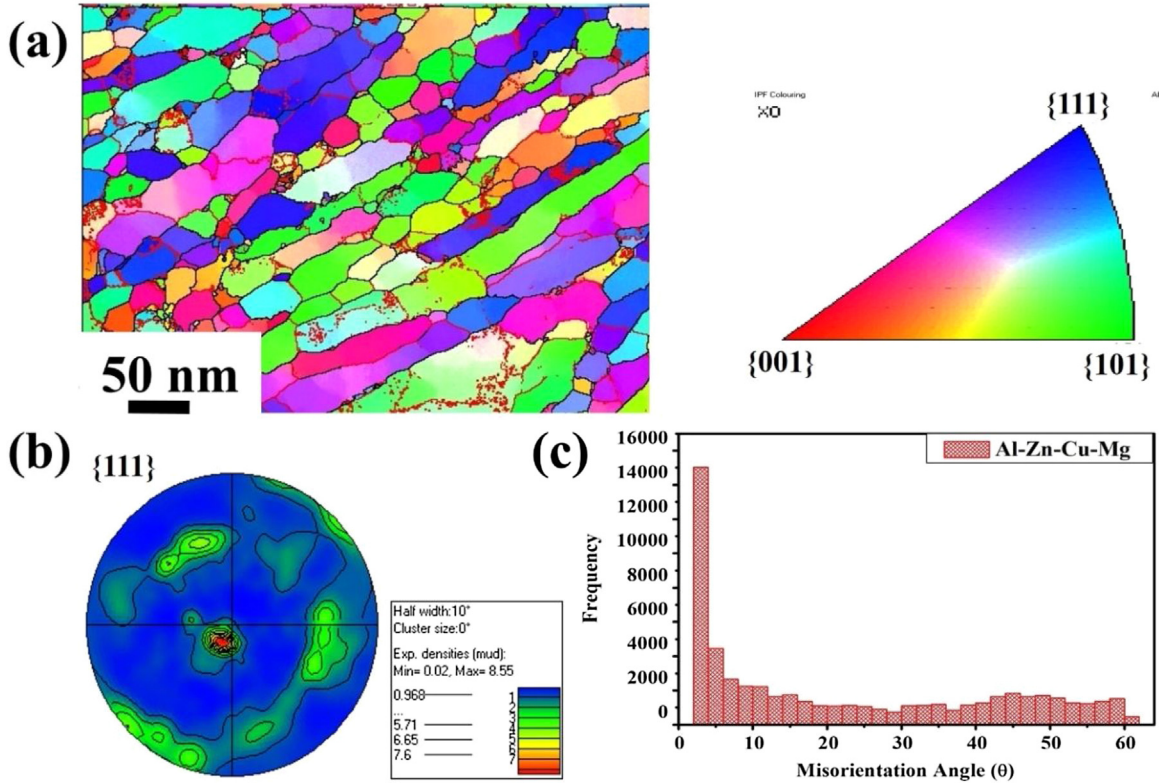 (a)
IPF Colouring
X0
{111}
Al
{001}
{101}
50 nm
(b)
{111}
Half width:10°
Cluster size:0°
Exp. densities (mud):
Min= 0.02, Max= 8.55
0.968
...
5.71
6.65
7.6
1
2
3
4
5
6
7
(c)
Al-Zn-Cu-Mg
Frequency
16000
14000
12000
10000
8000
6000
4000
2000
0
0
10
20
30
40
50
60
Misorientation Angle (θ)